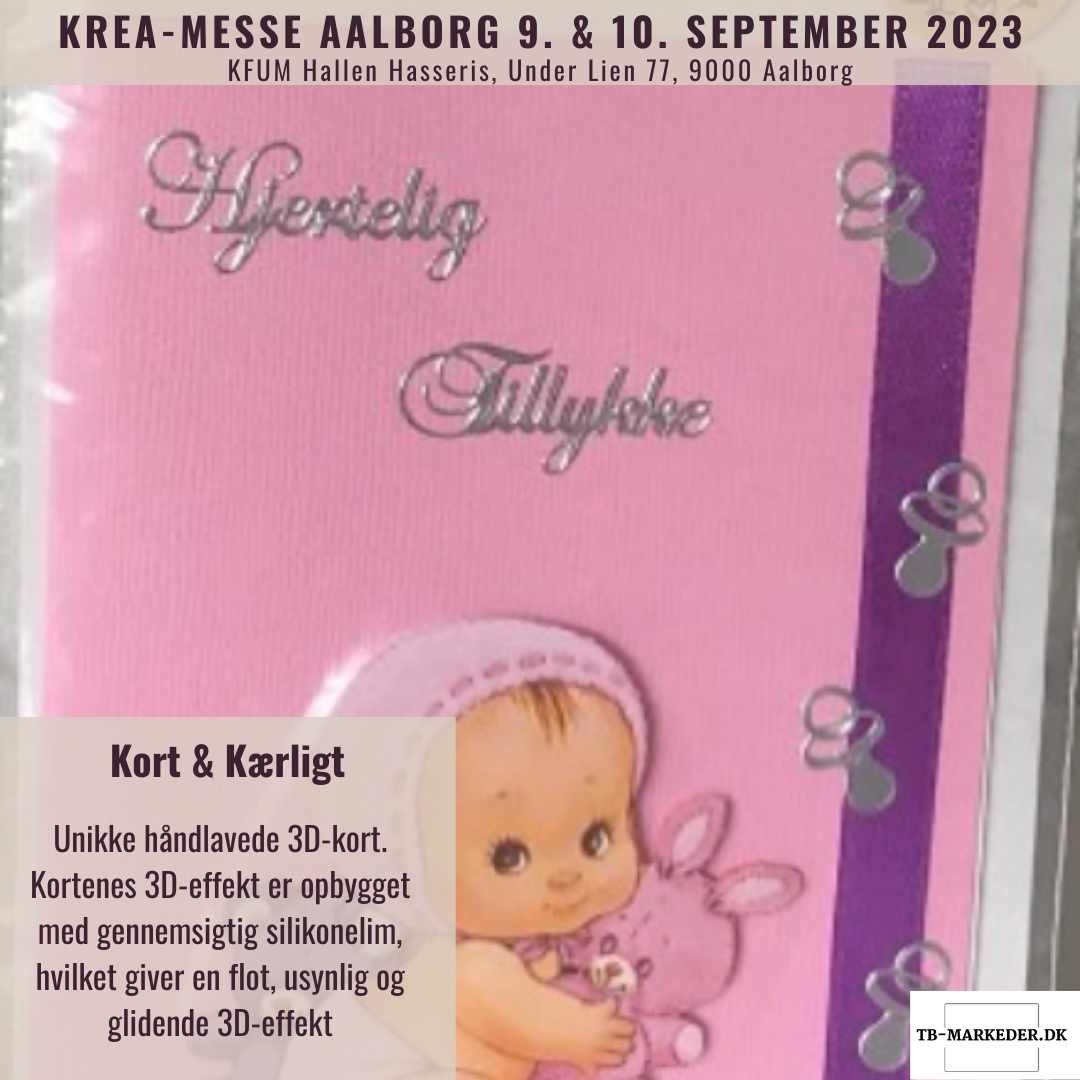 KREA-MESSE AALBORG 9. & 10. SEPTEMBER 2023
KFUM Hallen Hasseris, Under Lien 77, 9000 Aalborg
Hjertelig
Tillykke
Kort & Kærligt
Unikke håndlavede 3D-kort.
Kortenes 3D-effekt er opbygget
med gennemsigtig silikonelim,
hvilket giver en flot, usynlig og
glidende 3D-effekt
TB-MARKEDER.DK